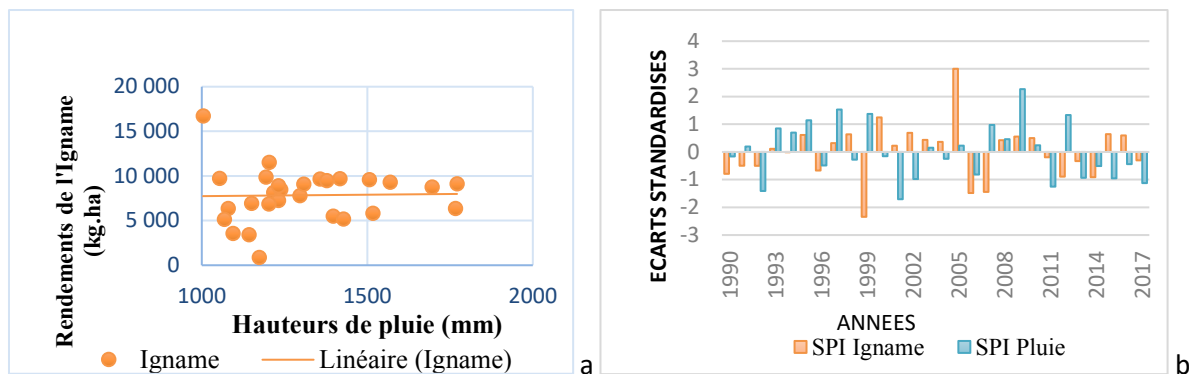 Rendements de l'Igname
(kg.ha)
20 000
15 000
10 000
5 000
0
1000
1500
2000
Hauteurs de pluie (mm)
Igname
Linéaire (Igname)
a
ECARTS STANDARDISES
4
3
2
1
0
-1
-2
-3
1990
1993
1996
1999
2002
2005
2008
2011
2014
2017
ANNEES
SPI Igname
SPI Pluie
b